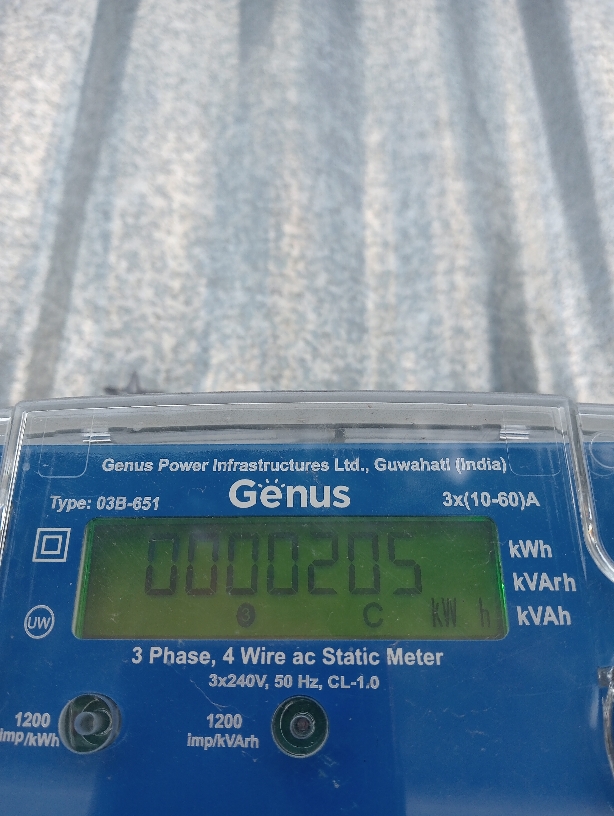 Genus Power Infrastructures Ltd., Guwahati (India)
Type: 03B-651
Genus
3x(10-60)A
0000205
kWh
kVArh
3 C kW h
kVAh
UW
3 Phase, 4 Wire ac Static Meter
3x240V, 50 Hz, CL-1.0
1200
imp/kWh
1200
imp/kVArh